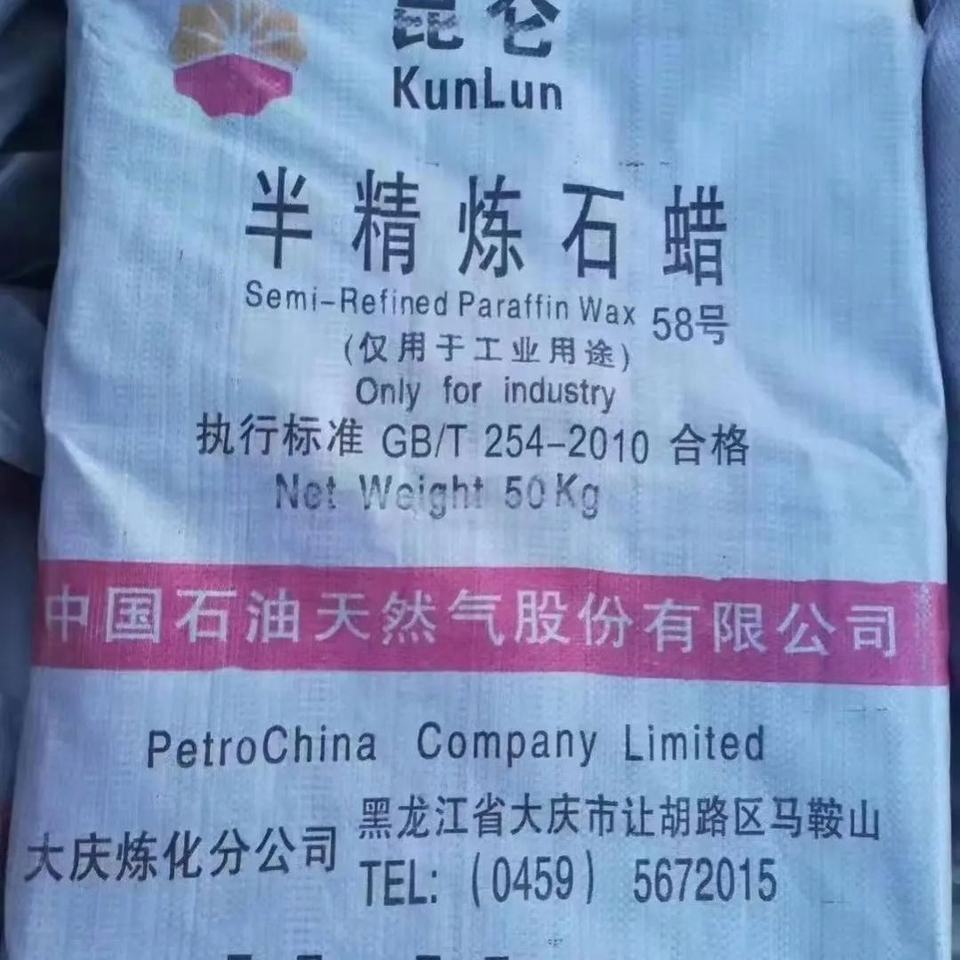 昆仑
KunLun
半精炼石蜡
Semi-Refined Paraffin Wax 58号
(仅用于工业用途)
Only for industry
执行标准 GB/T 254-2010 合格
Net Weight 50Kg
中国石油天然气股份有限公司
PetroChina Company Limited
大庆炼化分公司
黑龙江省大庆市让胡路区马鞍山
TEL: (0459) 5672015